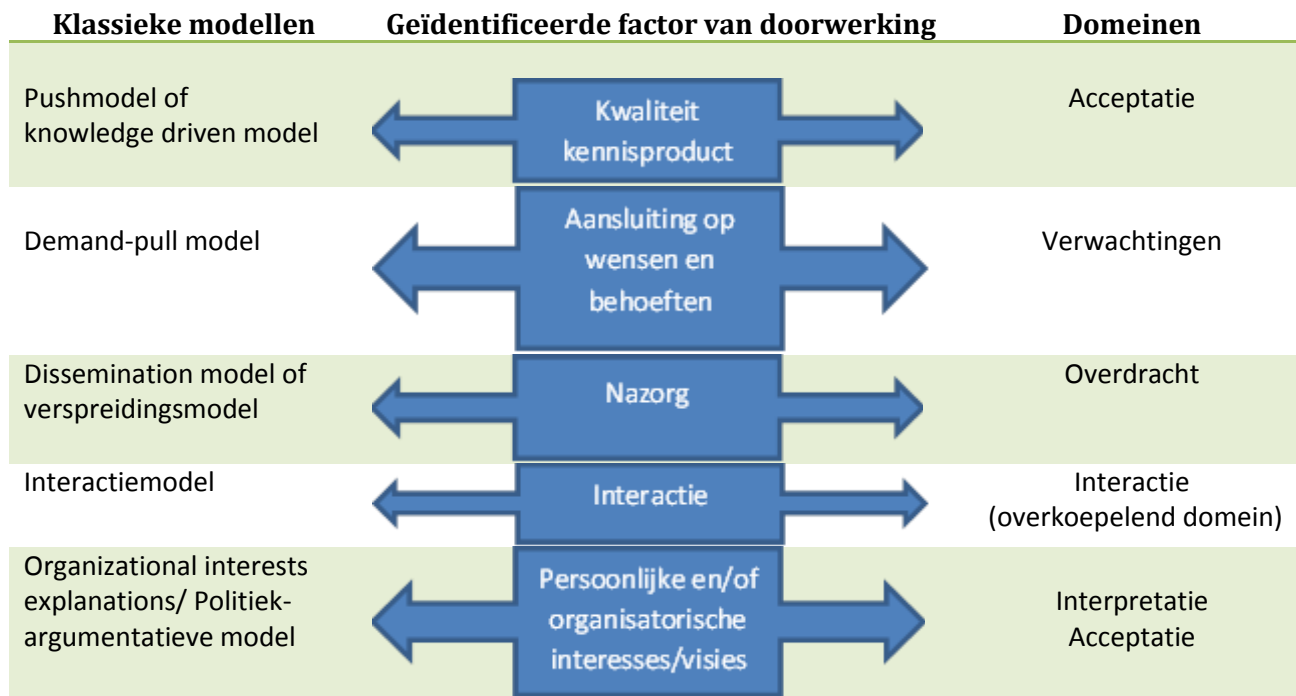 Klassieke modellen Geïdentificeerde factor van doorwerking Domeinen
Pushmodel of
knowledge driven model
Kwaliteit
kennisproduct
Acceptatie
Demand-pull model
Aansluiting op
wensen en
behoeften
Verwachtingen
Dissemination model of
verspreidingsmodel
Nazorg
Overdracht
Interactiemodel
Interactie
Interactie
(overkoepelend domein)
Organizational interests
explanations/ Politiek-
argumentatieve model
Persoonlijke en/of
organisatorische
interesses/visies
Interpretatie
Acceptatie